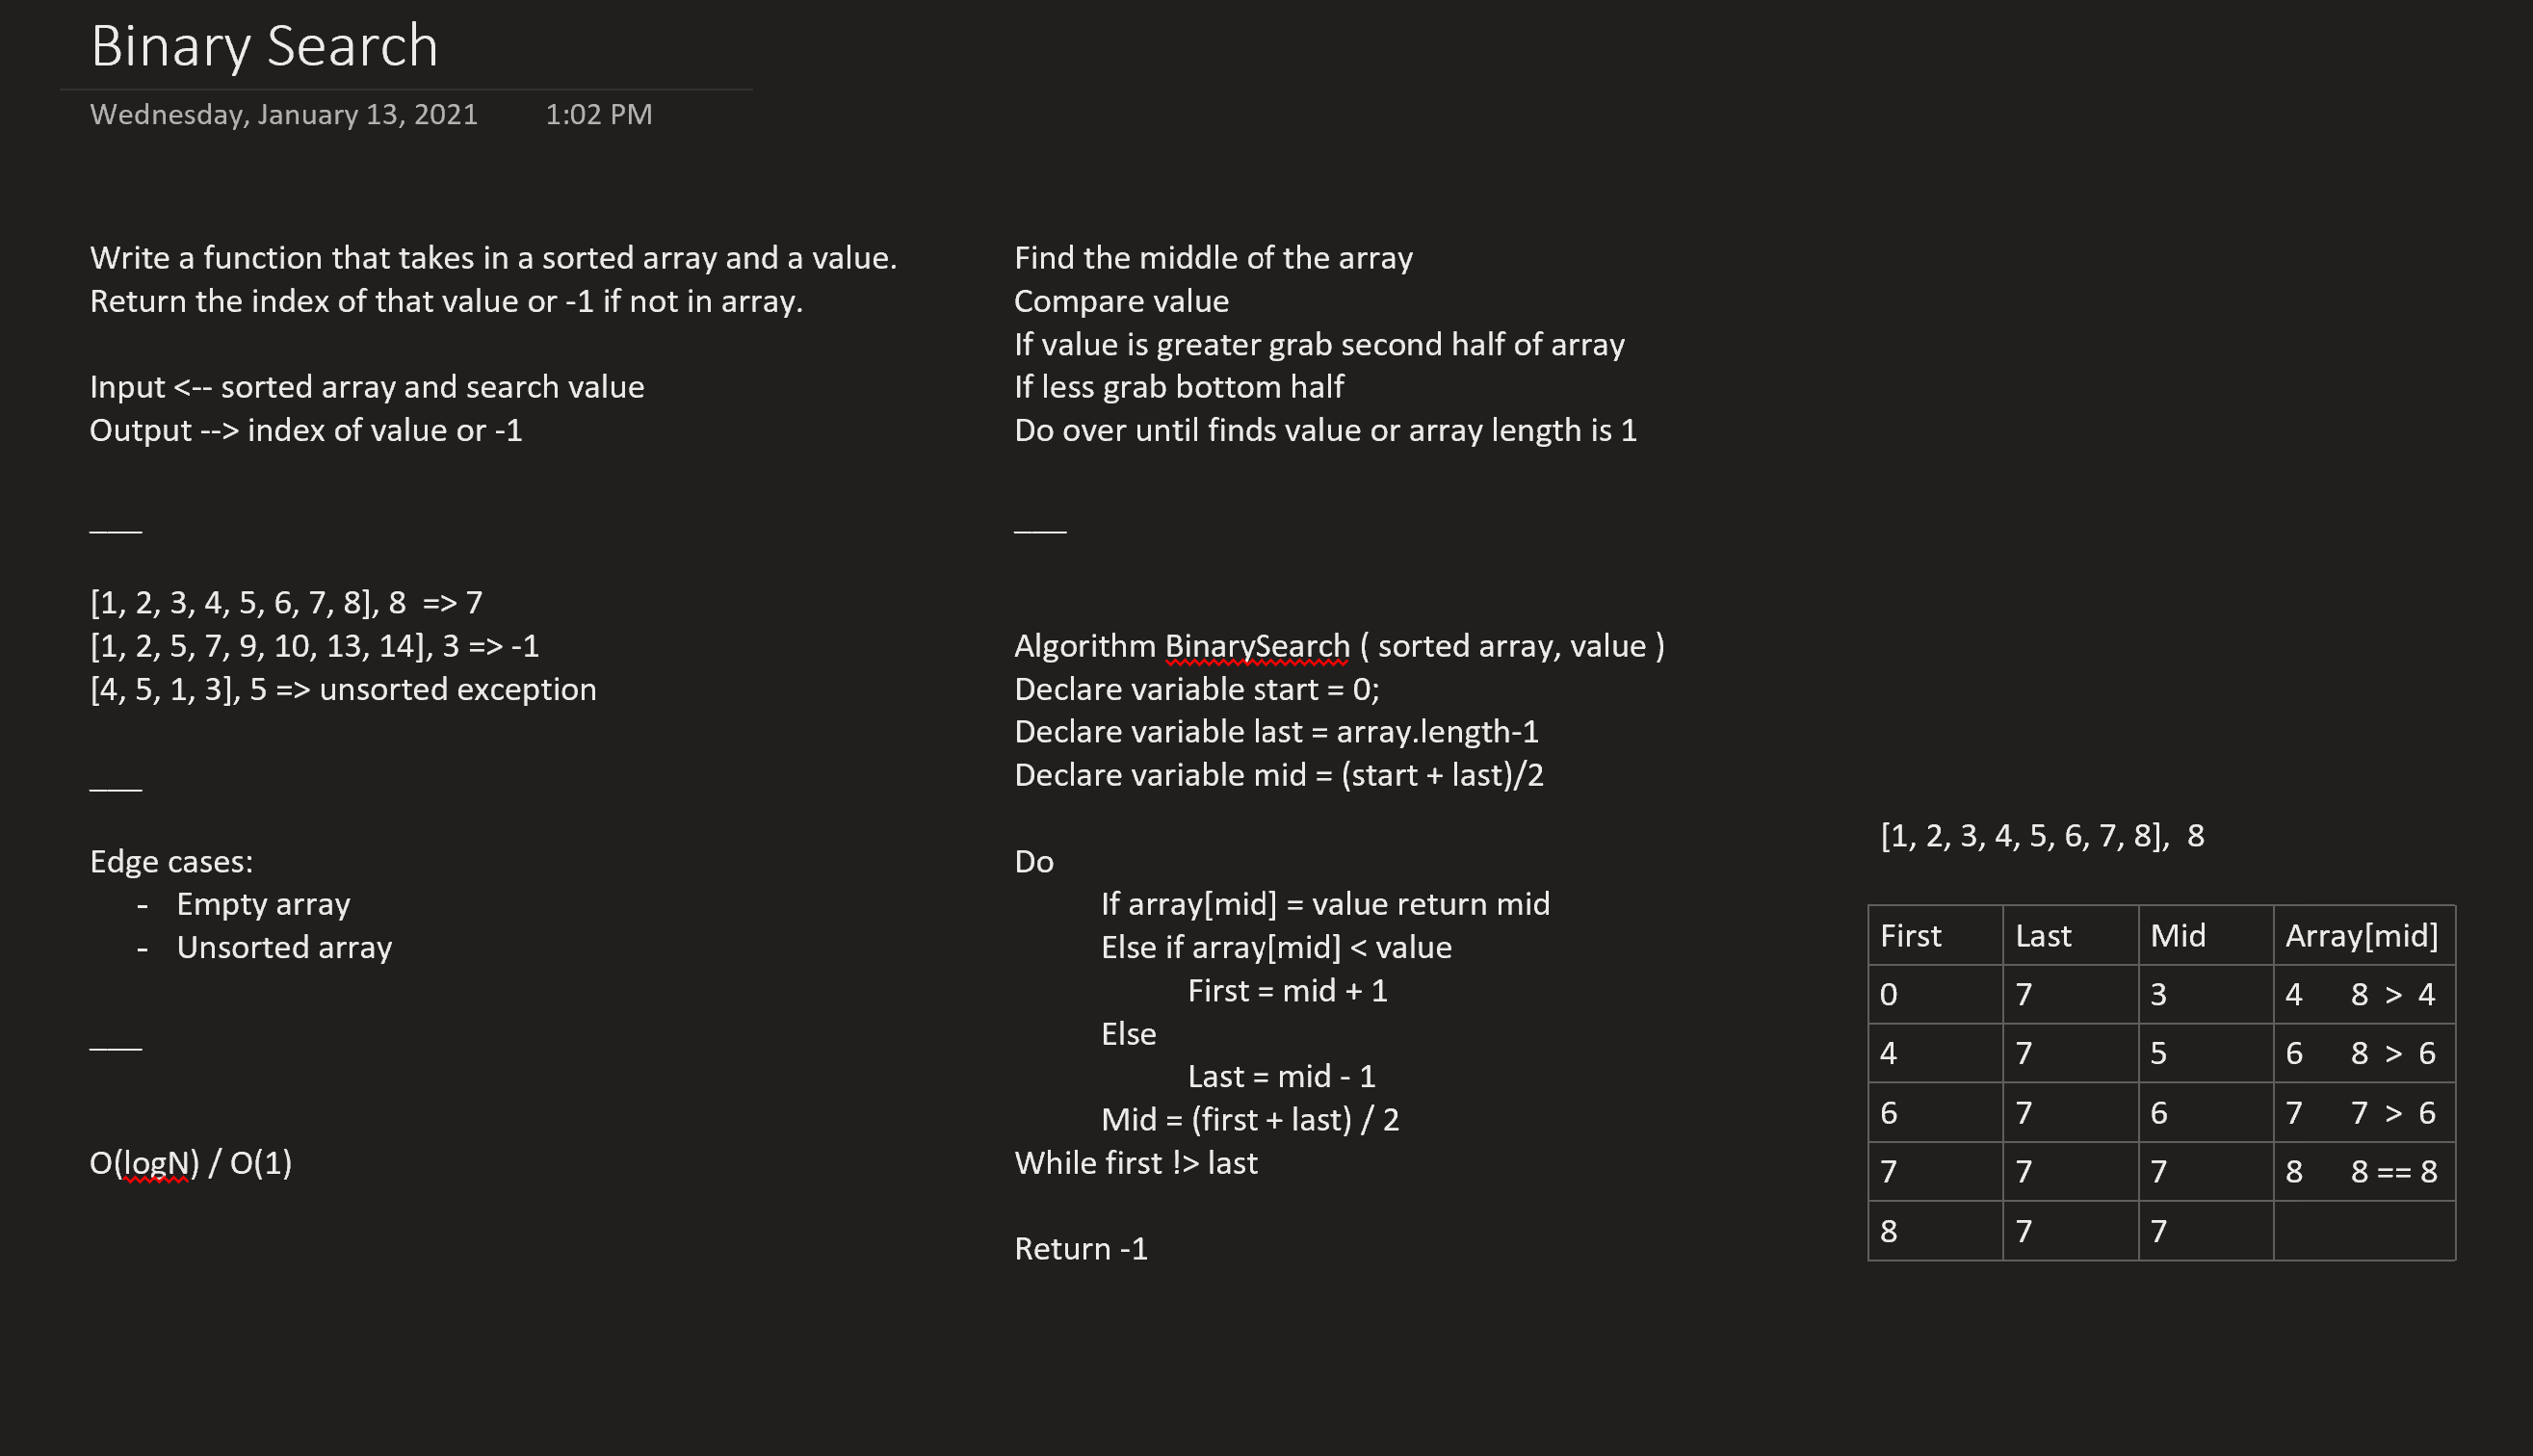 Binary Search
Wednesday, January 13, 2021 1:02 PM
Write a function that takes in a sorted array and a value.
Return the index of that value or -1 if not in array.
Input <-- sorted array and search value
Output --> index of value or -1
___
[1, 2, 3, 4, 5, 6, 7, 8], 8 => 7
[1, 2, 5, 7, 9, 10, 13, 14], 3 => -1
[4, 5, 1, 3], 5 => unsorted exception
___
Edge cases:
- Empty array
- Unsorted array
___
O(logN) / O(1)
Find the middle of the array
Compare value
If value is greater grab second half of array
If less grab bottom half
Do over until finds value or array length is 1
___
Algorithm BinarySearch ( sorted array, value )
Declare variable start = 0;
Declare variable last = array.length-1
Declare variable mid = (start + last)/2
Do
If array[mid] = value return mid
Else if array[mid] < value
First = mid + 1
Else
Last = mid - 1
Mid = (first + last) / 2
While first !> last
Return -1
[1, 2, 3, 4, 5, 6, 7, 8], 8
First Last Mid Array[mid]
0 7 3 4 8 > 4
4 7 5 6 8 > 6
6 7 6 7 7 > 6
7 7 7 8 8 == 8
8 7 7